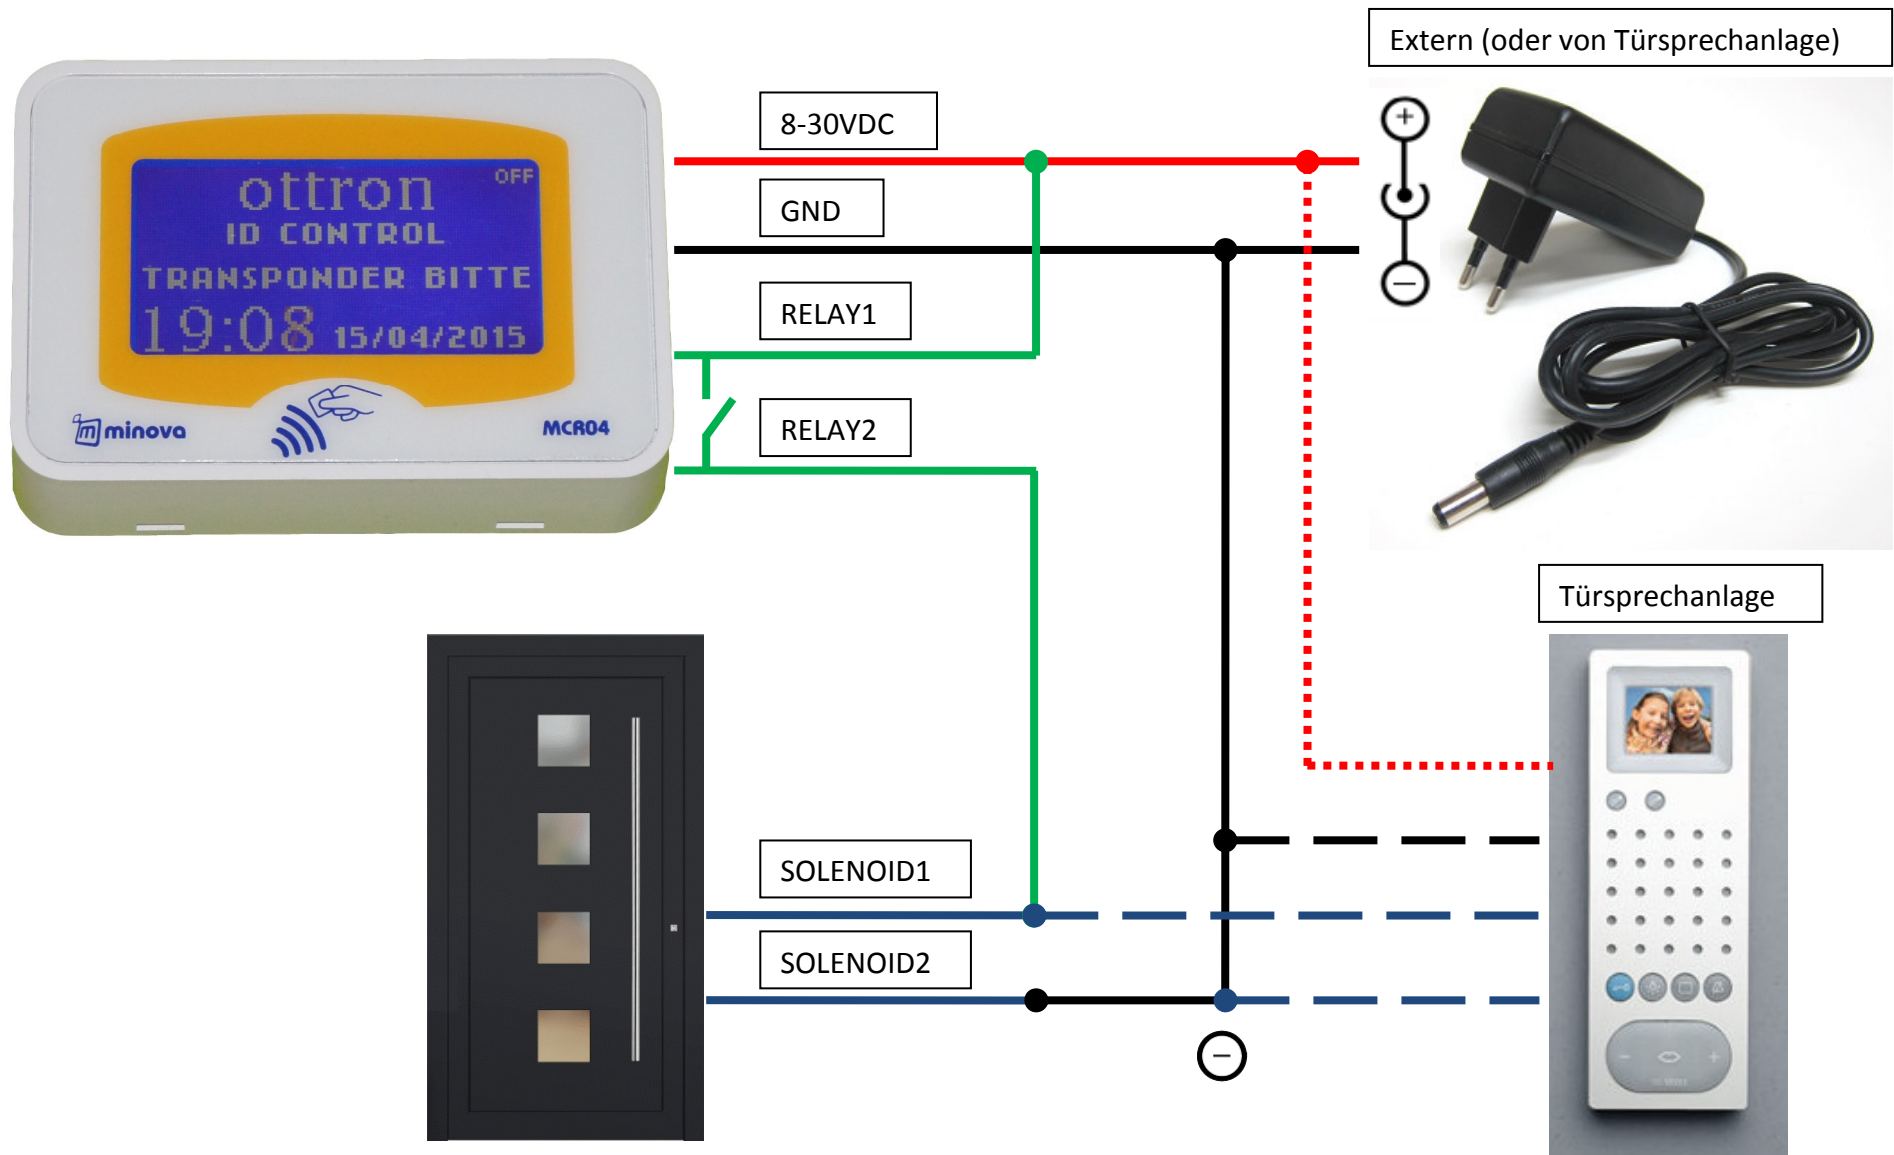 Extern (oder von Türsprechanlage)
8-30VDC
GND
RELAY1
RELAY2
ottron
OFF
ID CONTROL
TRANSPONDER BITTE
19:08 15/04/2015
minova
MCR04
Türsprechanlage
SOLENOID1
SOLENOID2